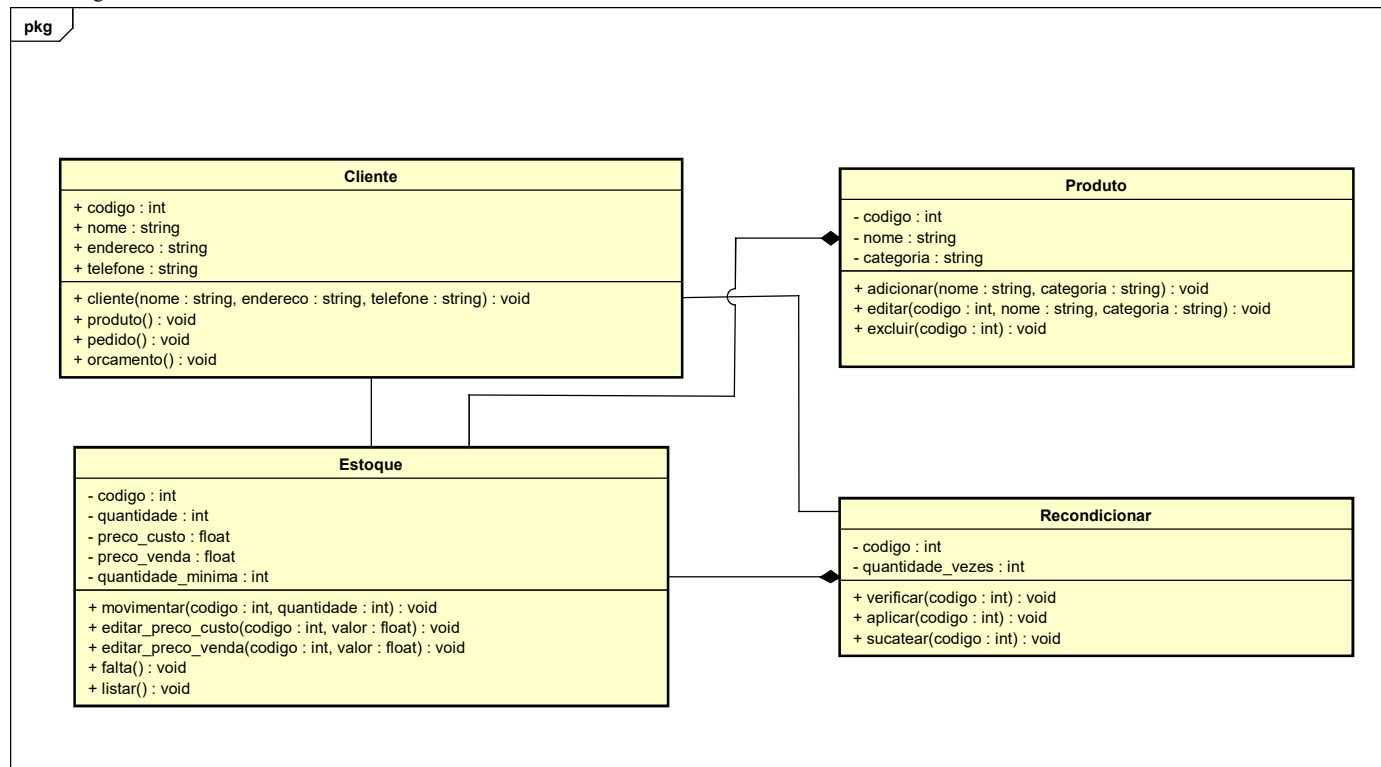 pkg
Cliente
+ codigo : int
+ nome : string
+ endereco : string
+ telefone : string
+ cliente(nome : string, endereco : string, telefone : string) : void
+ produto() : void
+ pedido() : void
+ orcamento() : void
Produto
- codigo : int
- nome : string
- categoria : string
+ adicionar(nome : string, categoria : string) : void
+ editar(codigo : int, nome : string, categoria : string) : void
+ excluir(codigo : int) : void
Estoque
- codigo : int
- quantidade : int
- preco_custo : float
- preco_venda : float
- quantidade_minima : int
+ movimentar(codigo : int, quantidade : int) : void
+ editar_preco_custo(codigo : int, valor : float) : void
+ editar_preco_venda(codigo : int, valor : float) : void
+ falta() : void
+ listar() : void
Recondicionar
- codigo : int
- quantidade_vezes : int
+ verificar(codigo : int) : void
+ aplicar(codigo : int) : void
+ sucatear(codigo : int) : void